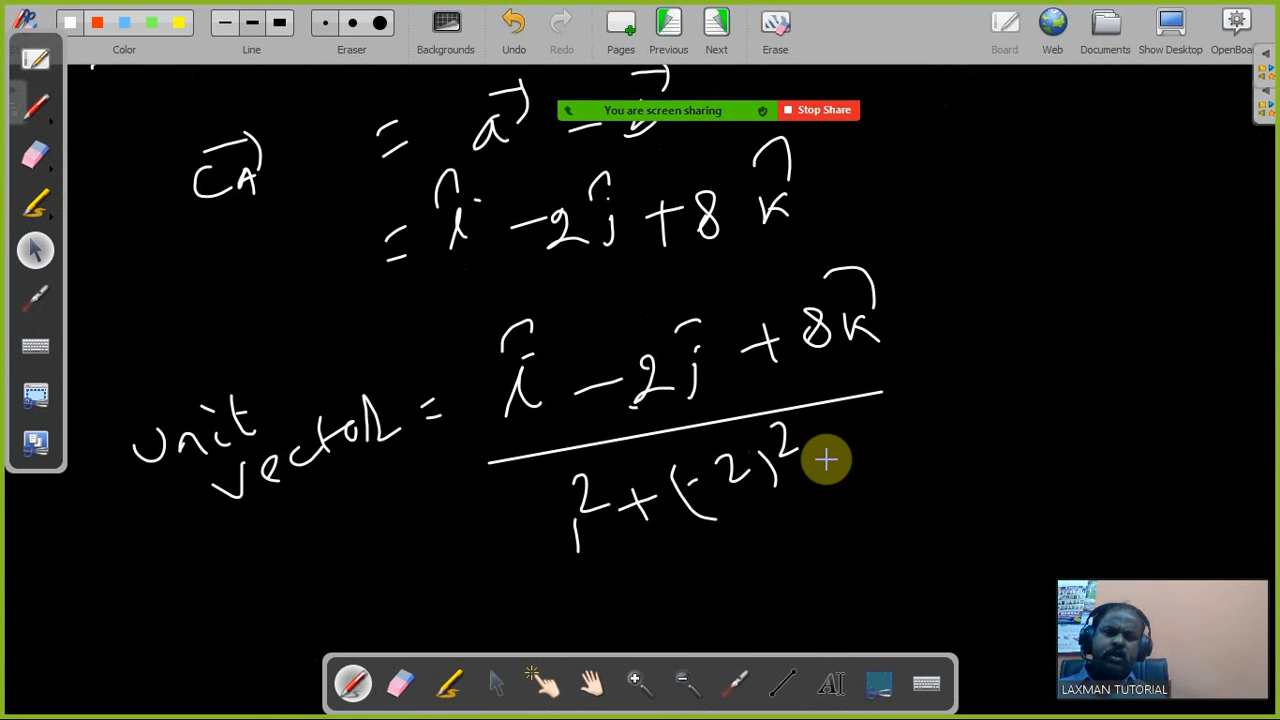 Color Line Eraser Backgrounds Undo Redo Pages Previous Next Erase Board Web Documents Show Desktop OpenBoa
You are screen sharing Stop Share
CA = a - b
= i - 2j + 8k
unit vector = i - 2j + 8k
1² + (-2)²
LAXMAN TUTORIAL